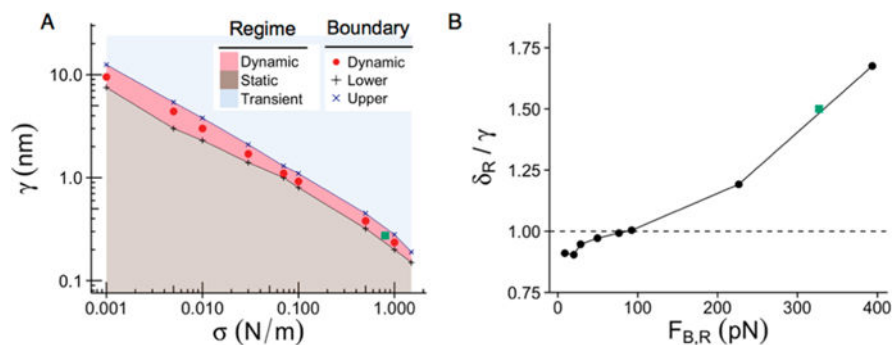 A
Regime
Boundary
Dynamic
Static
Transient
Dynamic
Lower
Upper
10.0
1.0
0.1
γ (nm)
0.001
0.010
0.100
1.000
σ (N/m)
B
1.75
1.50
1.25
1.00
0.75
δR / γ
0
100
200
300
400
FB,R (pN)